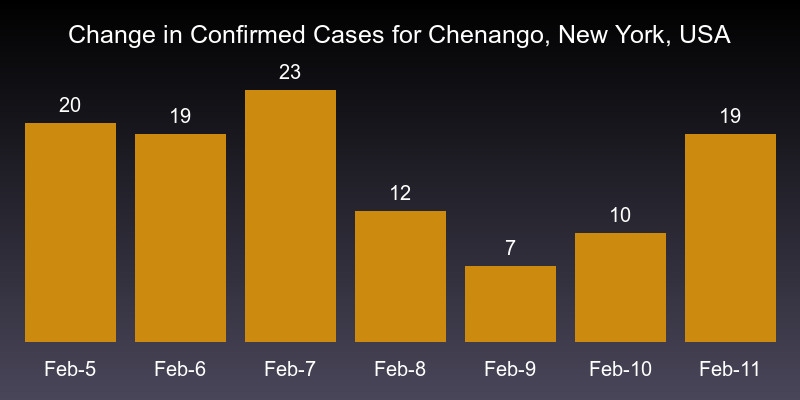 Change in Confirmed Cases for Chenango, New York, USA
20 19 23 12 7 10 19
Feb-5 Feb-6 Feb-7 Feb-8 Feb-9 Feb-10 Feb-11